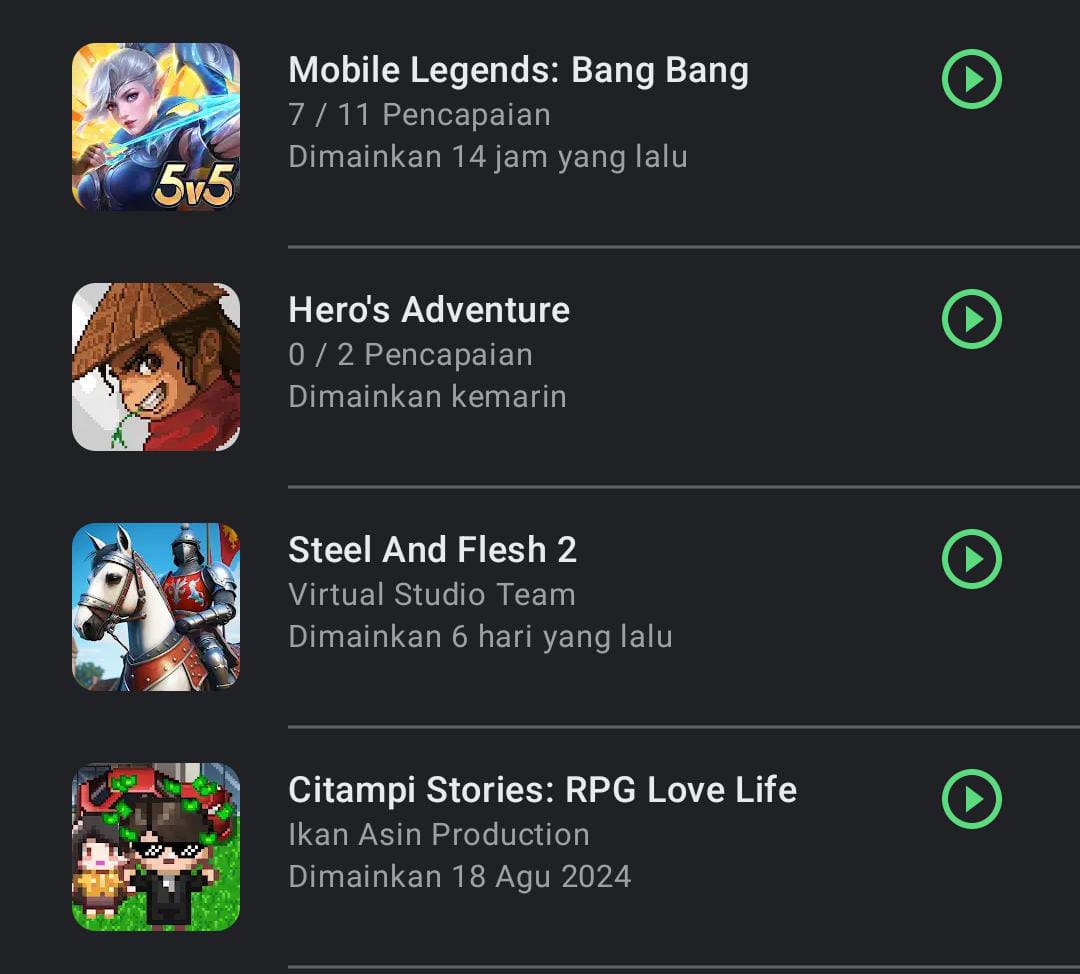 5v5
Mobile Legends: Bang Bang
7 / 11 Pencapaian
Dimainkan 14 jam yang lalu
Hero's Adventure
0 / 2 Pencapaian
Dimainkan kemarin
Steel And Flesh 2
Virtual Studio Team
Dimainkan 6 hari yang lalu
Citampi Stories: RPG Love Life
Ikan Asin Production
Dimainkan 18 Agu 2024